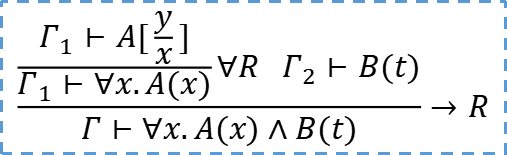 Γ₁ ⊢ A[y/x]
Γ₁ ⊢ ∀x. A(x) ∀R Γ₂ ⊢ B(t)
Γ ⊢ ∀x. A(x) ∧ B(t) → R